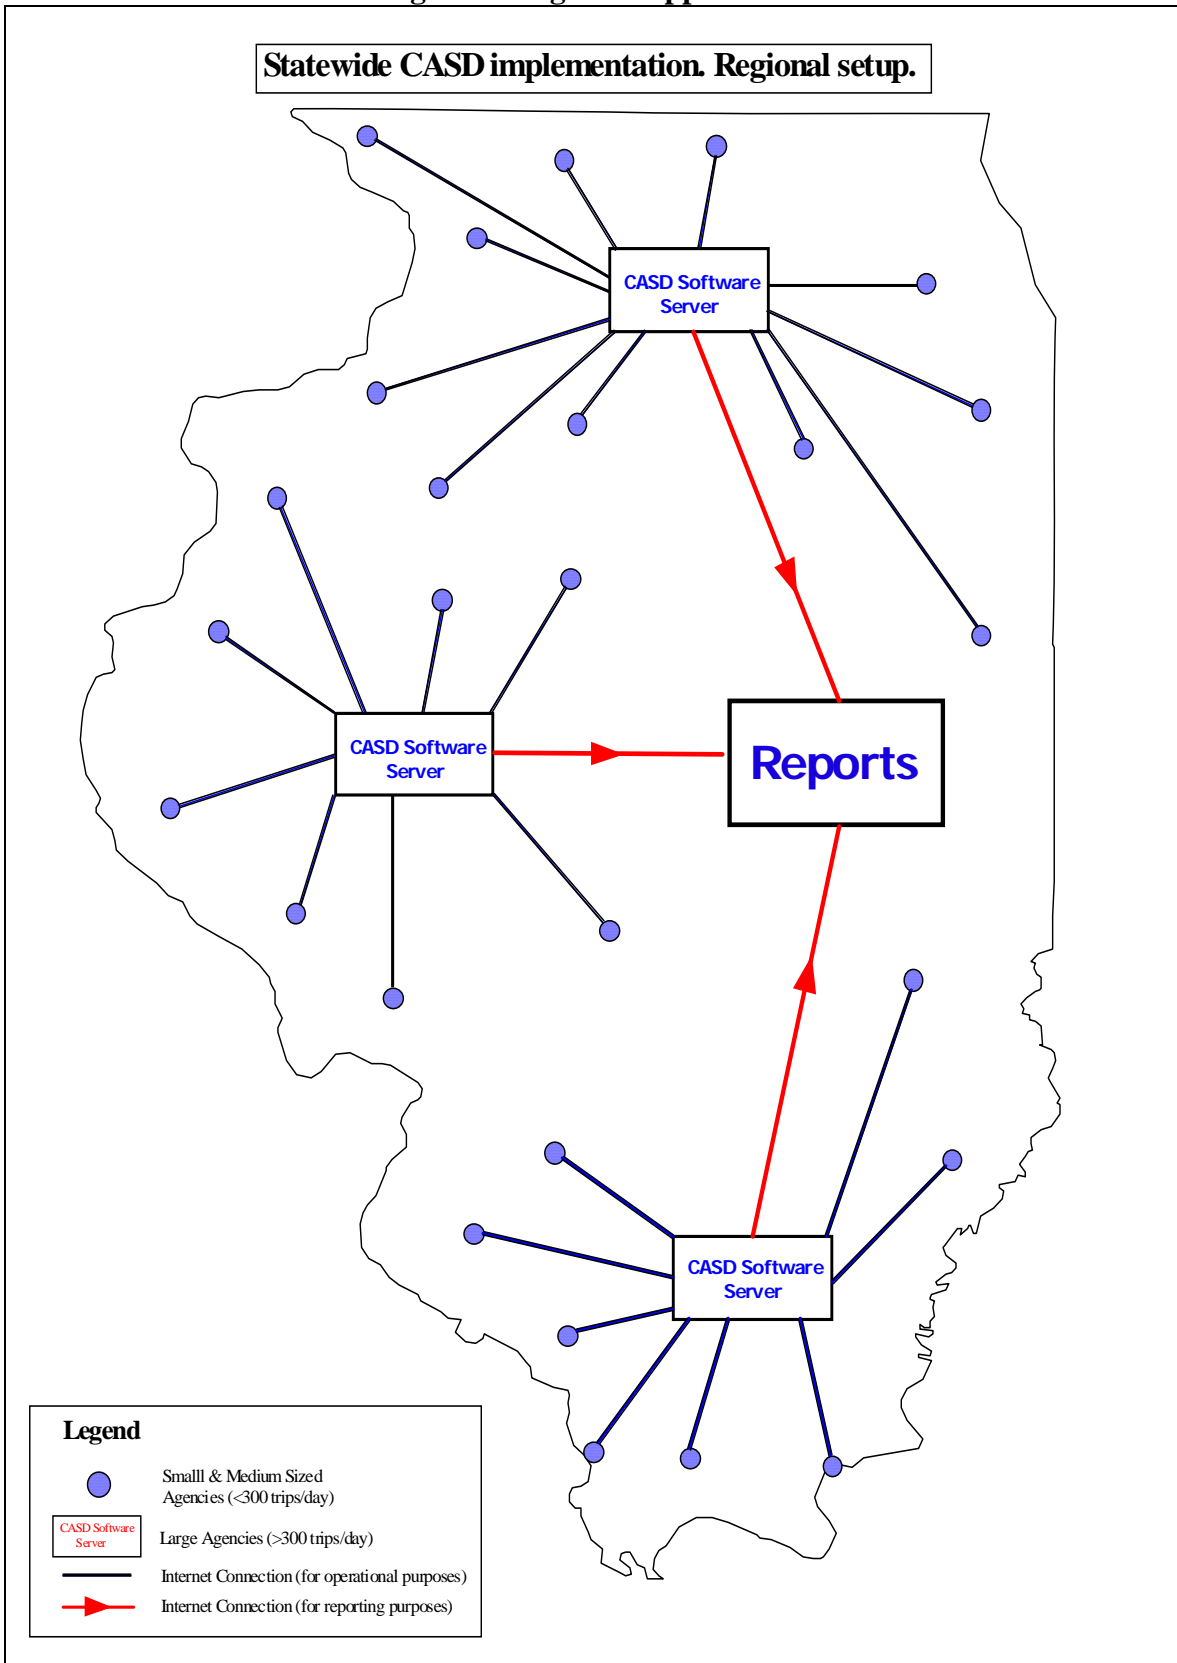 Statewide CASD implementation. Regional setup.
CASD Software
Server
CASD Software
Server
Reports
CASD Software
Server
Legend
Smalll & Medium Sized
Agencies (<300 trips/day)
CASD Software
Server
Large Agencies (>300 trips/day)
Internet Connection (for operational purposes)
Internet Connection (for reporting purposes)